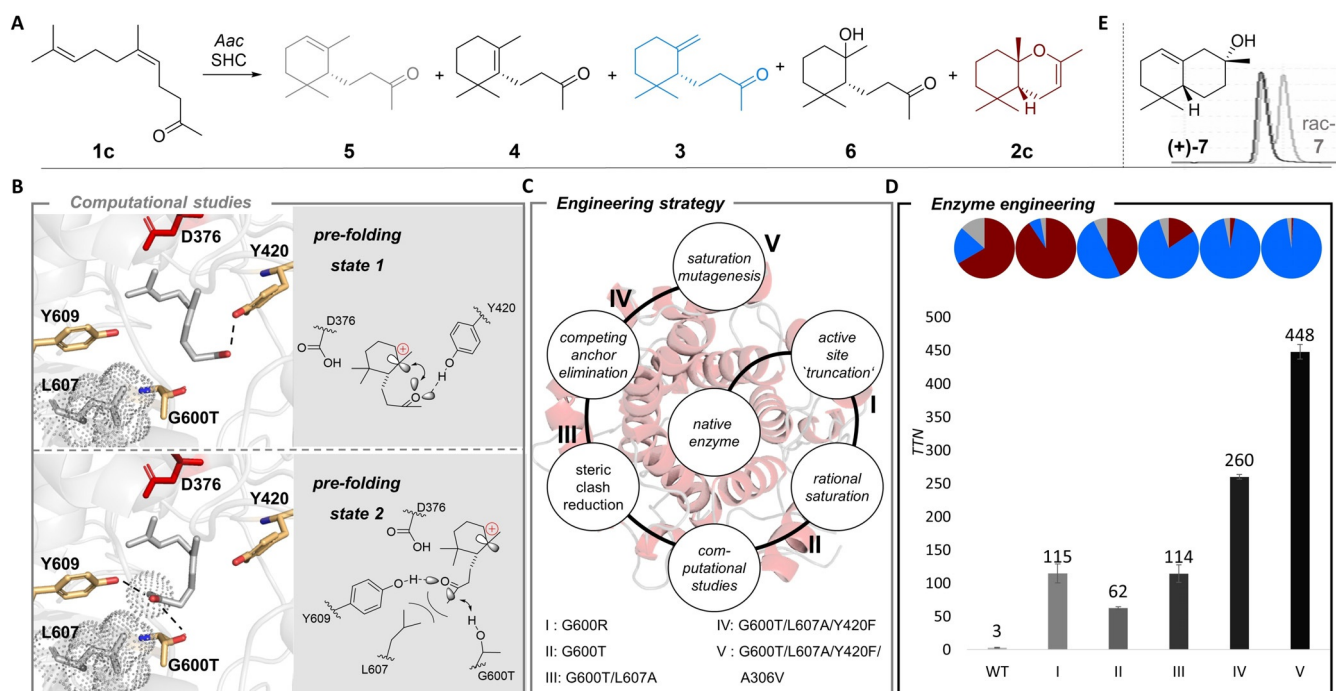 A
Aac
SHC
OH
O
O
O
O
O
H
+
+
+
+
1c
5
4
3
6
2c
E
OH
H
(+)-7
rac-
7
B
Computational studies
D376
Y420
Y609
L607
G600T
pre-folding
state 1
D376
O
OH
Y420
O
H
O
D376
Y420
Y609
L607
G600T
pre-folding
state 2
D376
O
OH
O-H
O
Y609
L607
H
O
G600T
C
Engineering strategy
V
saturation
mutagenesis
IV
competing
anchor
elimination
active
site
'truncation'
native
enzyme
I
III
steric
clash
reduction
rational
saturation
II
com-
putational
studies
I : G600R
II: G600T
III: G600T/L607A
IV: G600T/L607A/Y420F
V : G600T/L607A/Y420F/
A306V
D
Enzyme engineering
TTN
500
450
400
350
300
250
200
150
100
50
0
3
115
62
114
260
448
WT
I
II
III
IV
V